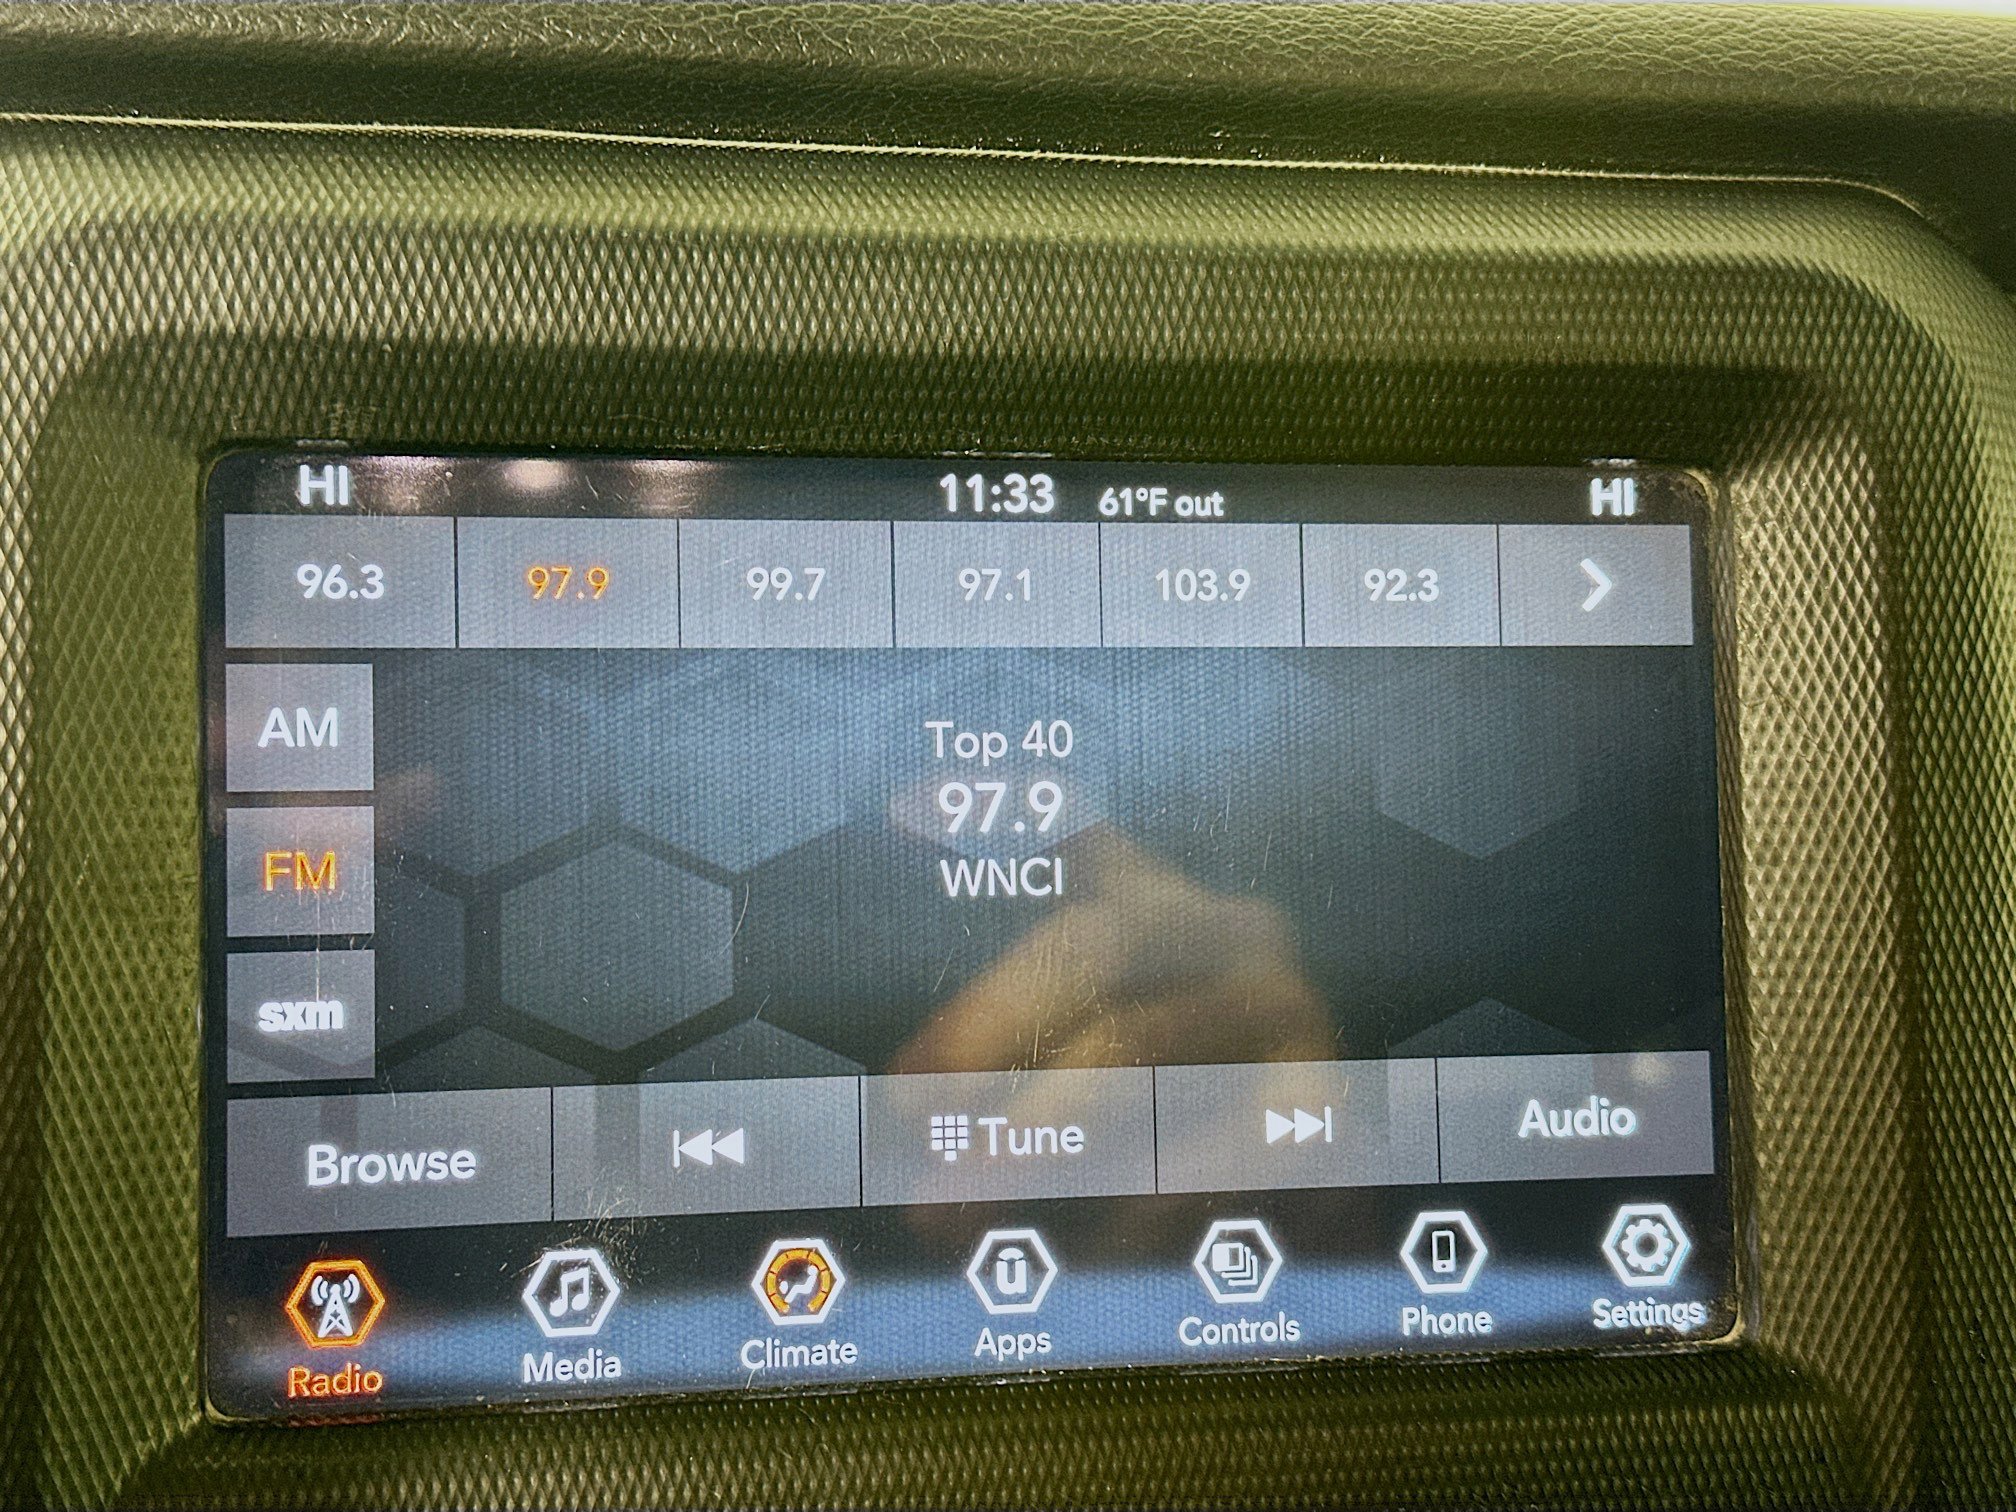 HI 11:33 61°F out HI
96.3 97.9 99.7 97.1 103.9 92.3
AM
Top 40
97.9
WNCI
FM
sxm
Browse Tune Audio
Radio Media Climate Apps Controls Phone Settings